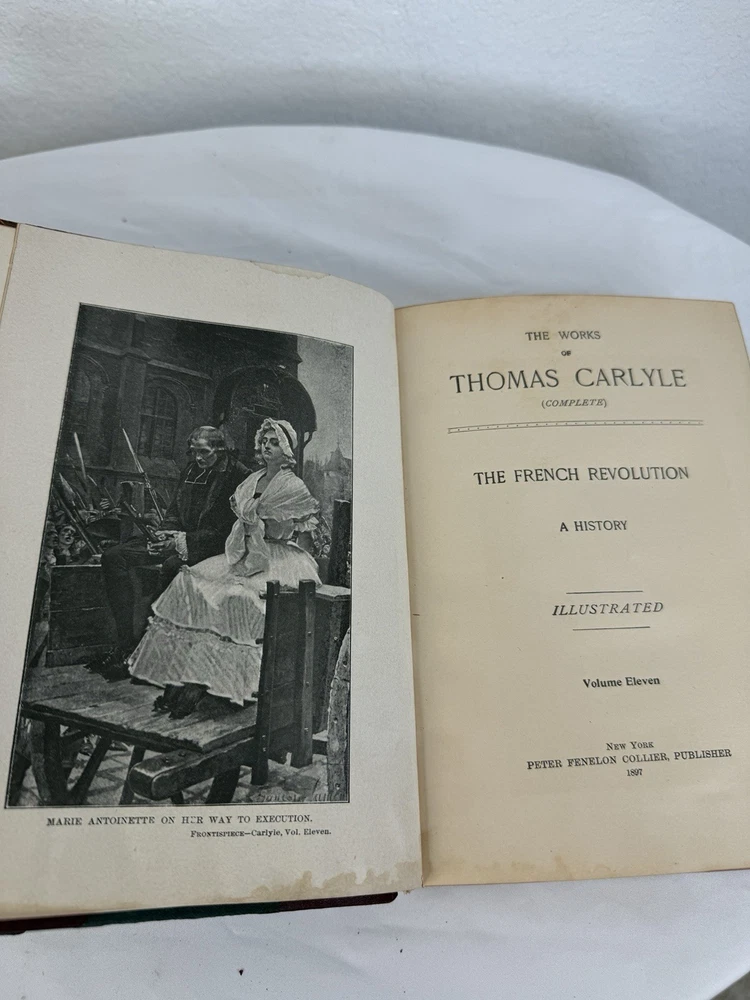 MARIE ANTOINETTE ON HER WAY TO EXECUTION.
FRONTISPIECE—Carlyle, Vol. Eleven.
THE WORKS
OF
THOMAS CARLYLE
(COMPLETE)
THE FRENCH REVOLUTION
A HISTORY
ILLUSTRATED
Volume Eleven
NEW YORK
PETER FENELON COLLIER, PUBLISHER
1897